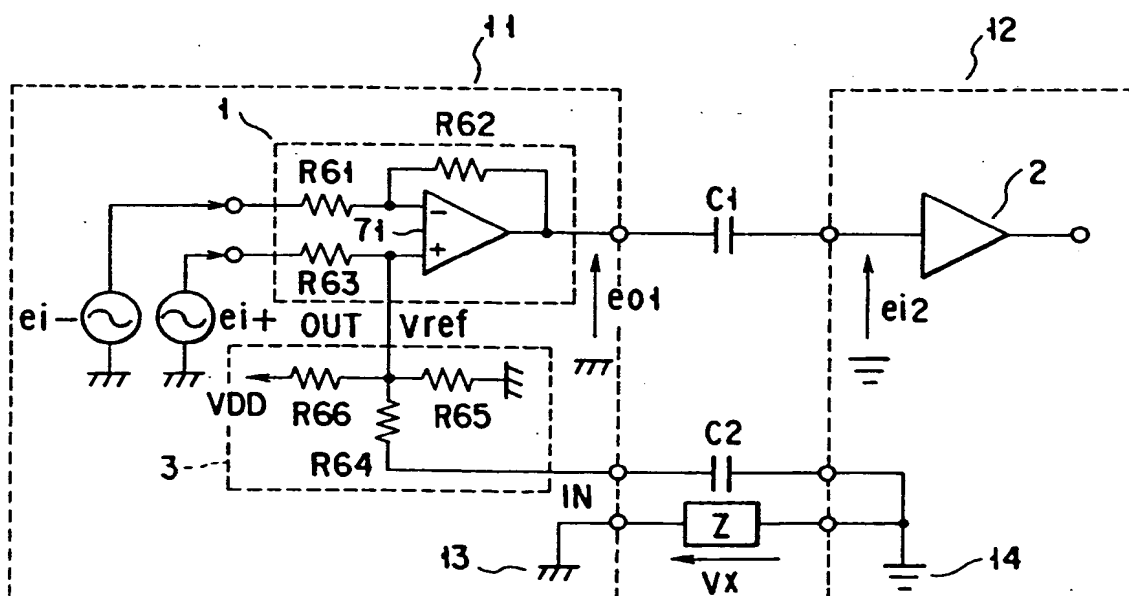 11
12
1
R62
R61
C1
2
71
−
+
R63
ei−
ei+
eo1
ei2
OUT Vref
VDD
R66
R65
C2
3
R64
IN
Z
13
Vx
14